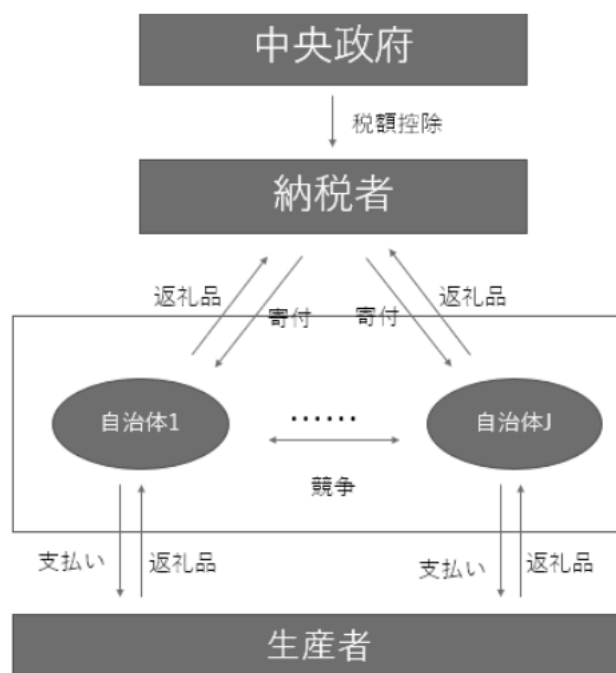 中央政府
税額控除
納税者
返礼品
寄付
寄付
返礼品
自治体1
······
自治体J
競争
支払い
返礼品
支払い
返礼品
生産者